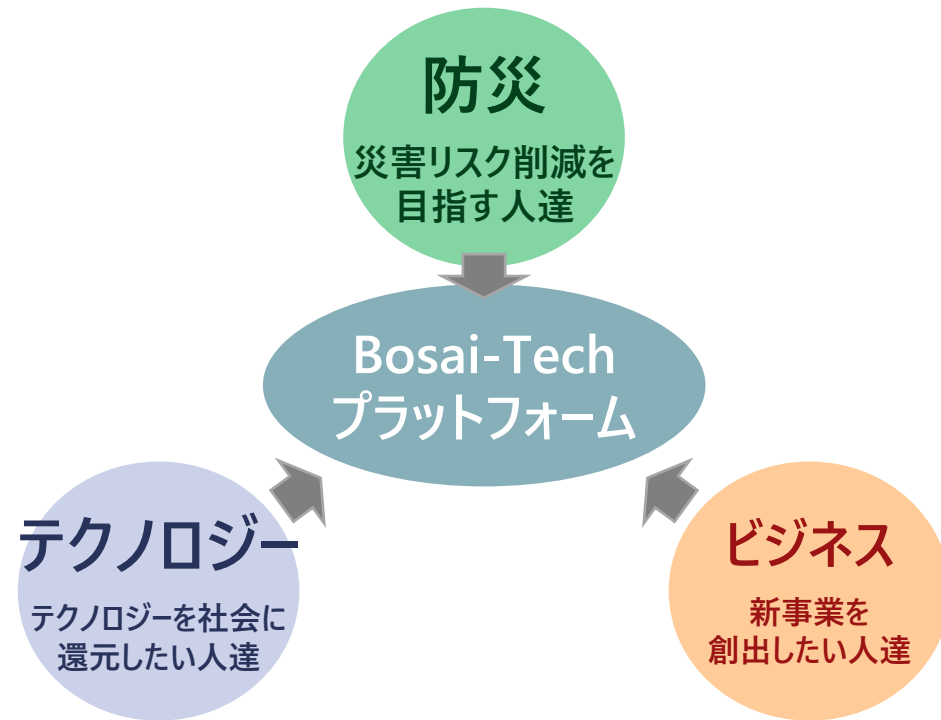 防災
災害リスク削減を
目指す人達
Bosai-Tech
プラットフォーム
テクノロジー
テクノロジーを社会に
還元したい人達
ビジネス
新事業を
創出したい人達